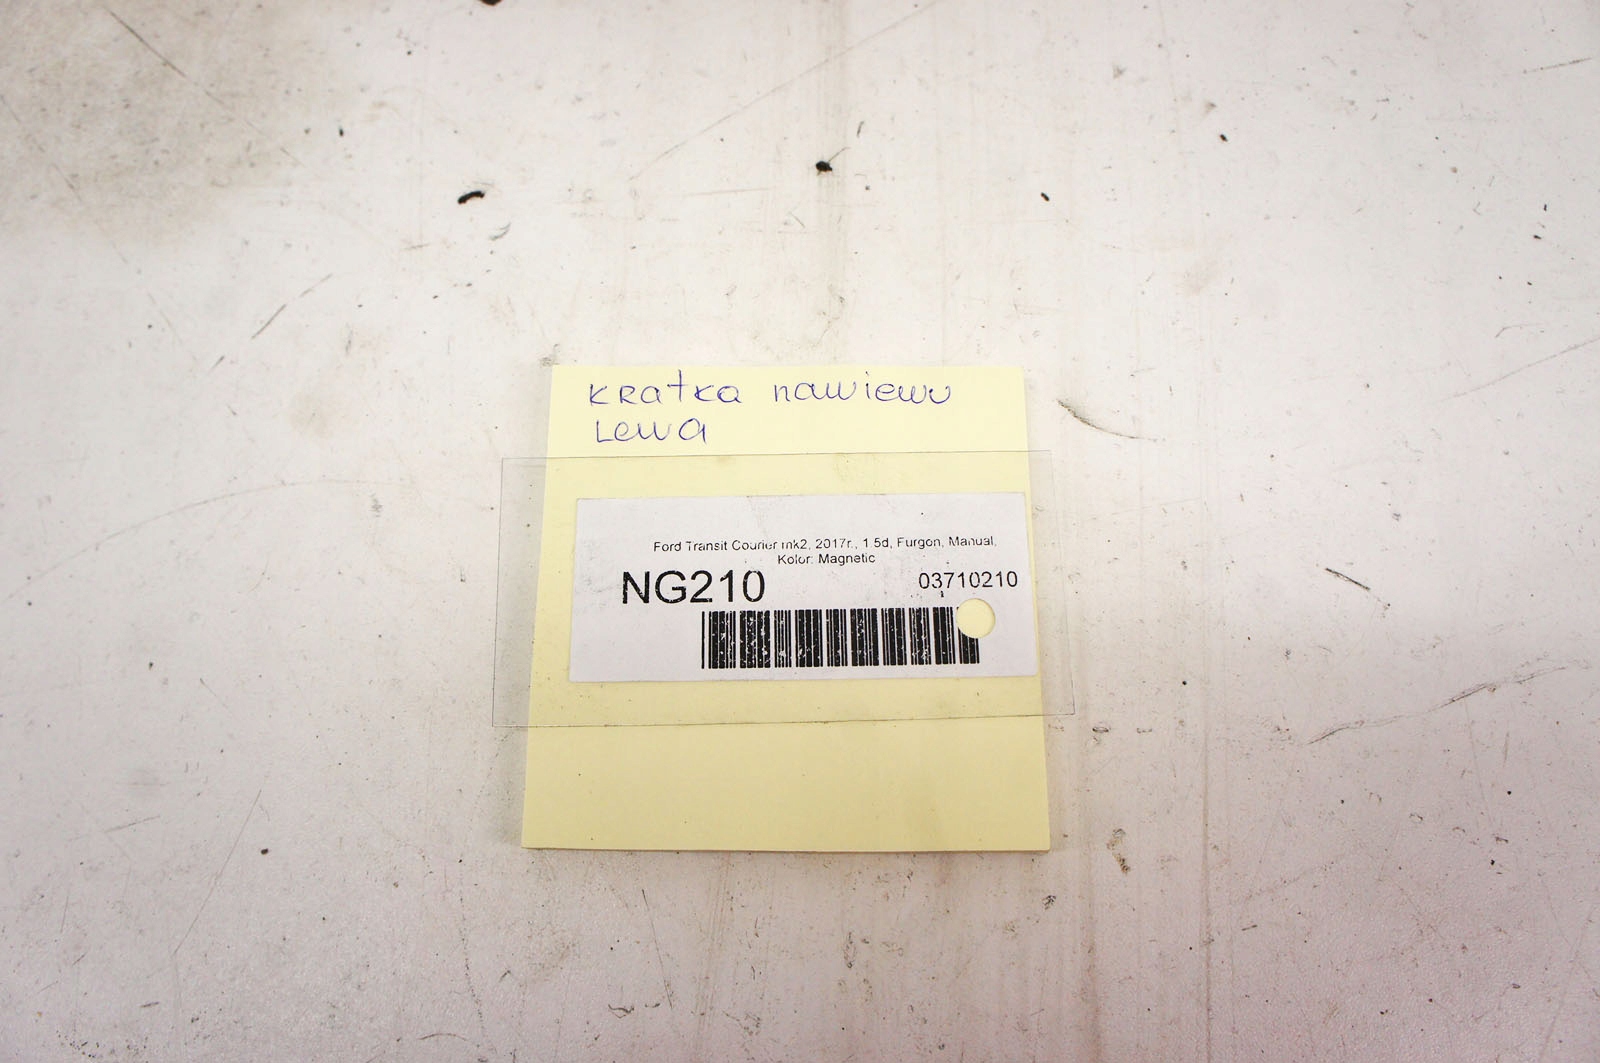 kRatka nawiewu
Lewa
Ford Transit Courier mk2, 2017r., 1.5d, Furgon, Manual,
Kolor: Magnetic
NG210
03710210